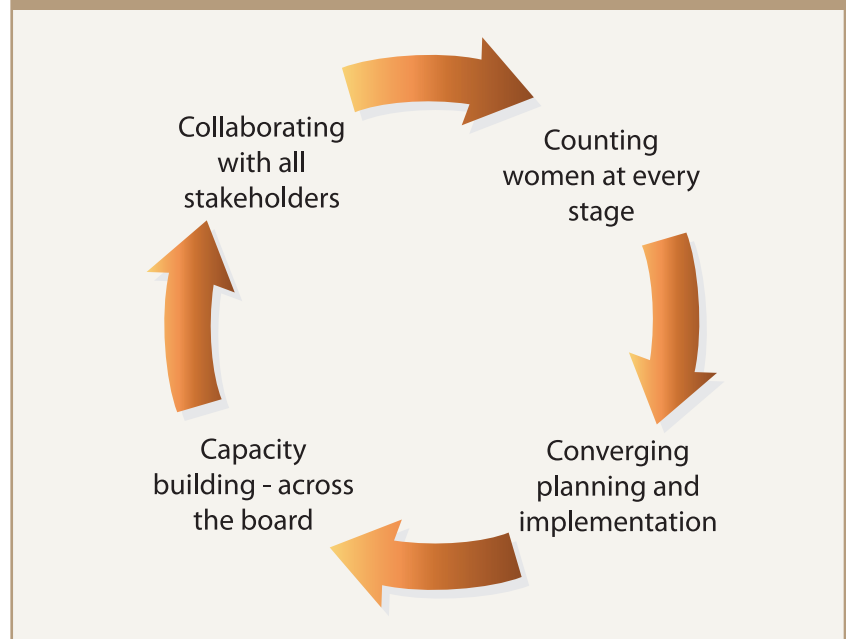 Collaborating
with all
stakeholders
Counting
women at every
stage
Converging
planning and
implementation
Capacity
building - across
the board